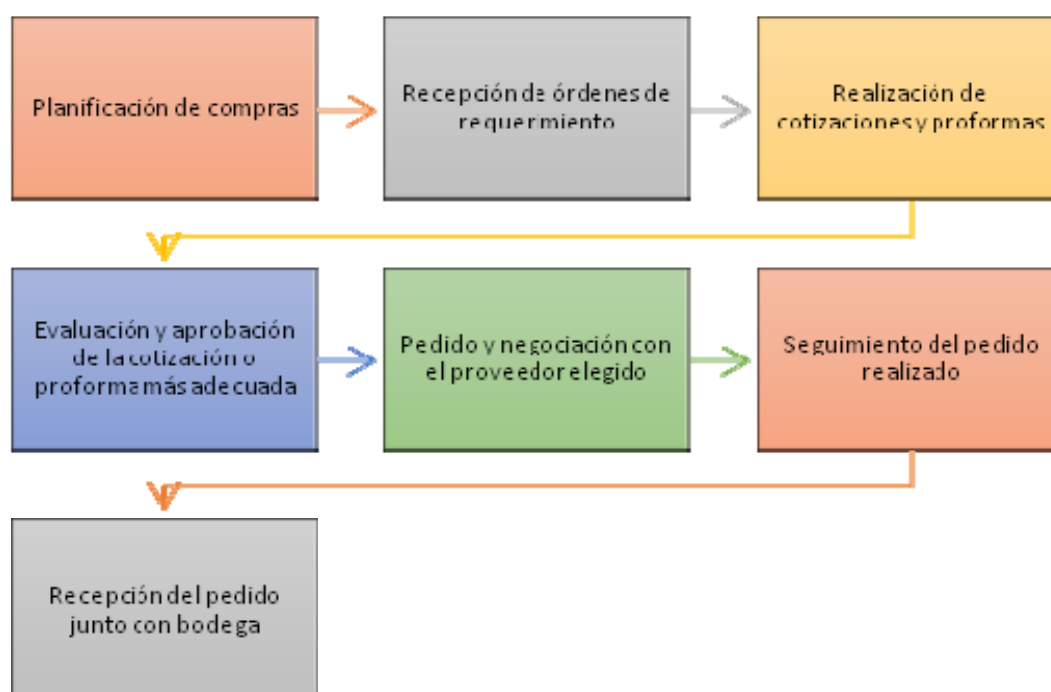 Planificación de compras
Recepción de órdenes de
requerimiento
Realización de
cotizaciones y proformas
Evaluación y aprobación
de la cotización o
proforma más adecuada
Pedido y negociación con
el proveedor elegido
Seguimiento del pedido
realizado
Recepción del pedido
junto con bodega